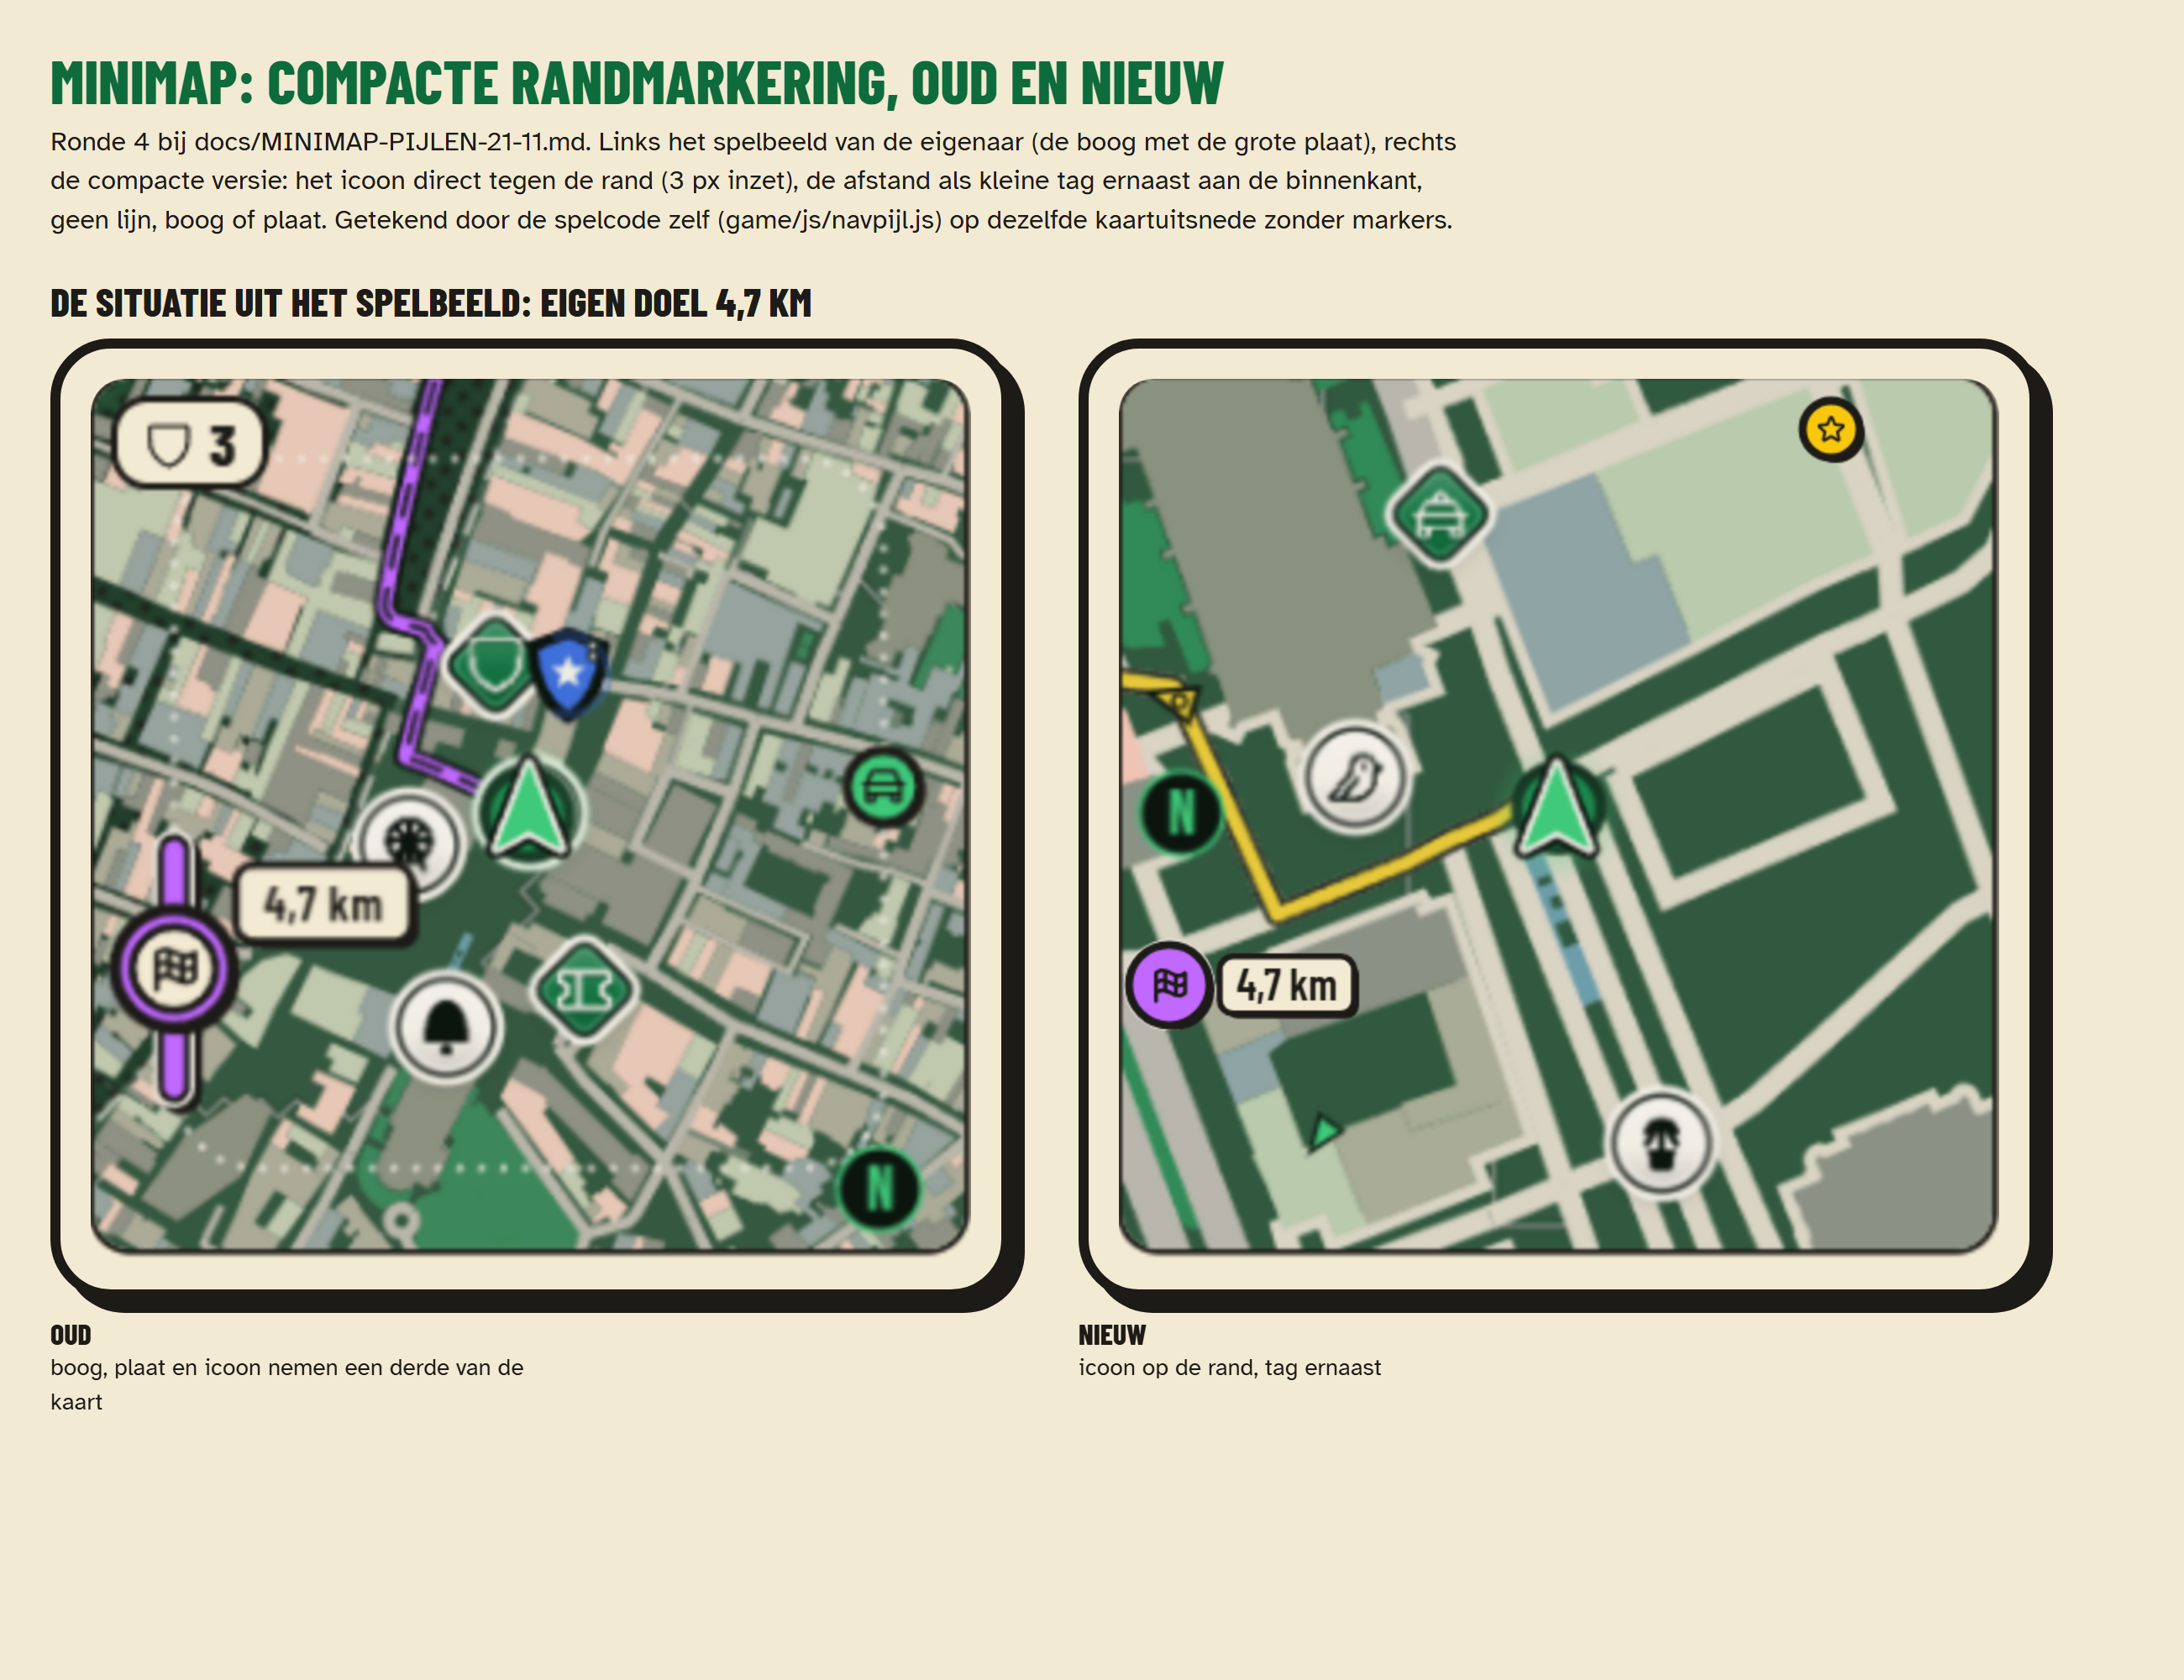 MINIMAP: COMPACTE RANDMARKERING, OUD EN NIEUW
Ronde 4 bij docs/MINIMAP-PIJLEN-21-11.md. Links het spelbeeld van de eigenaar (de boog met de grote plaat), rechts
de compacte versie: het icoon direct tegen de rand (3 px inzet), de afstand als kleine tag ernaast aan de binnenkant,
geen lijn, boog of plaat. Getekend door de spelcode zelf (game/js/navpijl.js) op dezelfde kaartuitsnede zonder markers.
DE SITUATIE UIT HET SPELBEELD: EIGEN DOEL 4,7 KM
3
4,7 km
N
N
4,7 km
OUD
boog, plaat en icoon nemen een derde van de
kaart
NIEUW
icoon op de rand, tag ernaast